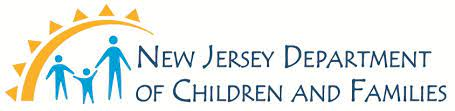 NEW JERSEY DEPARTMENT
OF CHILDREN AND FAMILIES